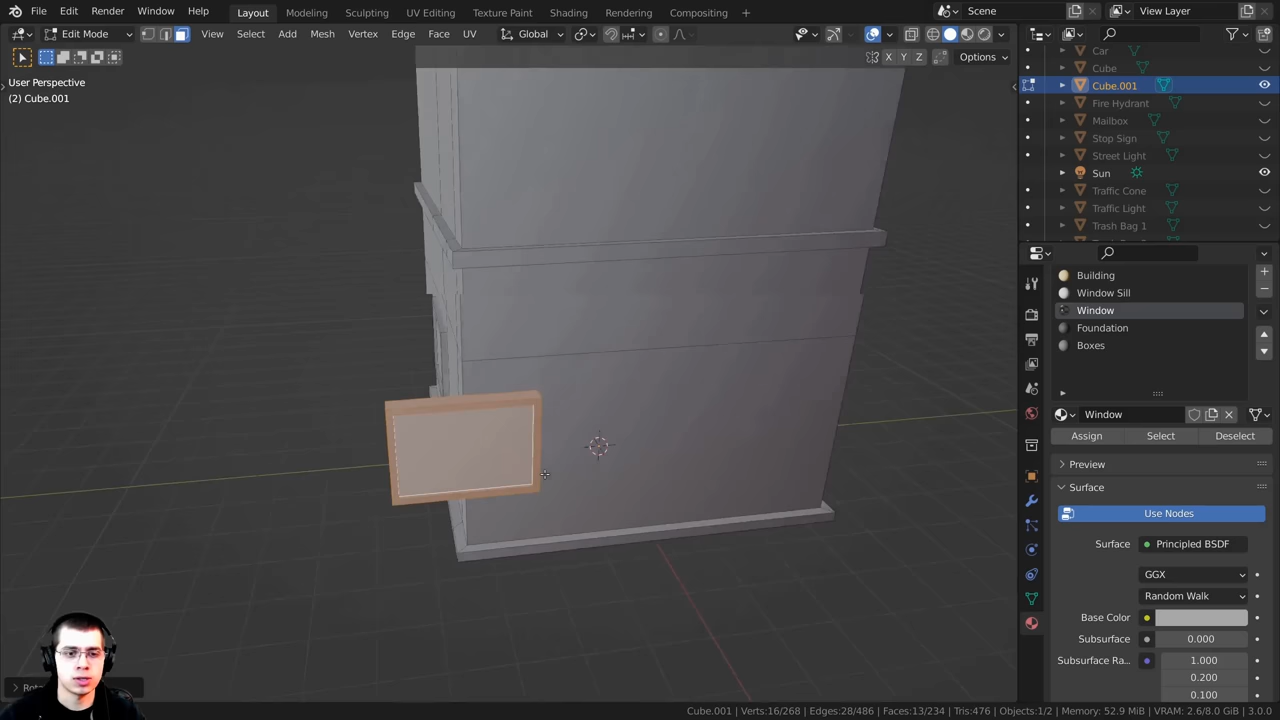 File Edit Render Window Help Layout Modeling Sculpting UV Editing Texture Paint Shading Rendering Compositing + Scene View Layer
Edit Mode View Select Add Mesh Vertex Edge Face UV Global
X Y Z Options
User Perspective
(2) Cube.001
Car
Cube
Cube.001
Fire Hydrant
Mailbox
Stop Sign
Street Light
Sun
Traffic Cone
Traffic Light
Trash Bag 1
Building
Window Sill
Window
Foundation
Boxes
Window
Assign Select Deselect
Preview
Surface
Use Nodes
Surface Principled BSDF
GGX
Random Walk
Base Color
Subsurface 0.000
Subsurface Ra... 1.000
0.200
0.100
Cube.001 | Verts:16/268 | Edges:28/486 | Faces:13/234 | Tris:476 | Objects:1/2 | Memory: 52.9 MiB | VRAM: 2.6/8.0 GiB | 3.0.0